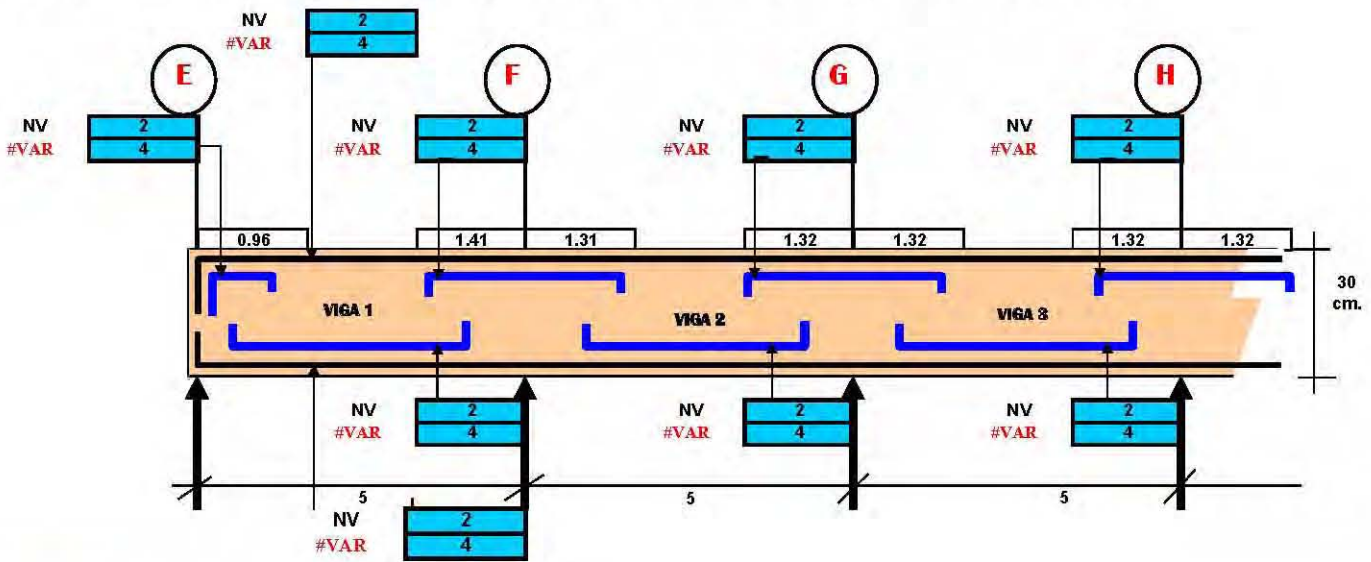 NV 2
#VAR 4
E F G H
NV 2 NV 2 NV 2 NV 2
#VAR 4 #VAR 4 #VAR 4 #VAR 4
0.96 1.41 1.31 1.32 1.32 1.32 1.32
VIGA 1 VIGA 2 VIGA 3
30
cm.
NV 2 NV 2 NV 2
#VAR 4 #VAR 4 #VAR 4
5 5 5
NV 2
#VAR 4